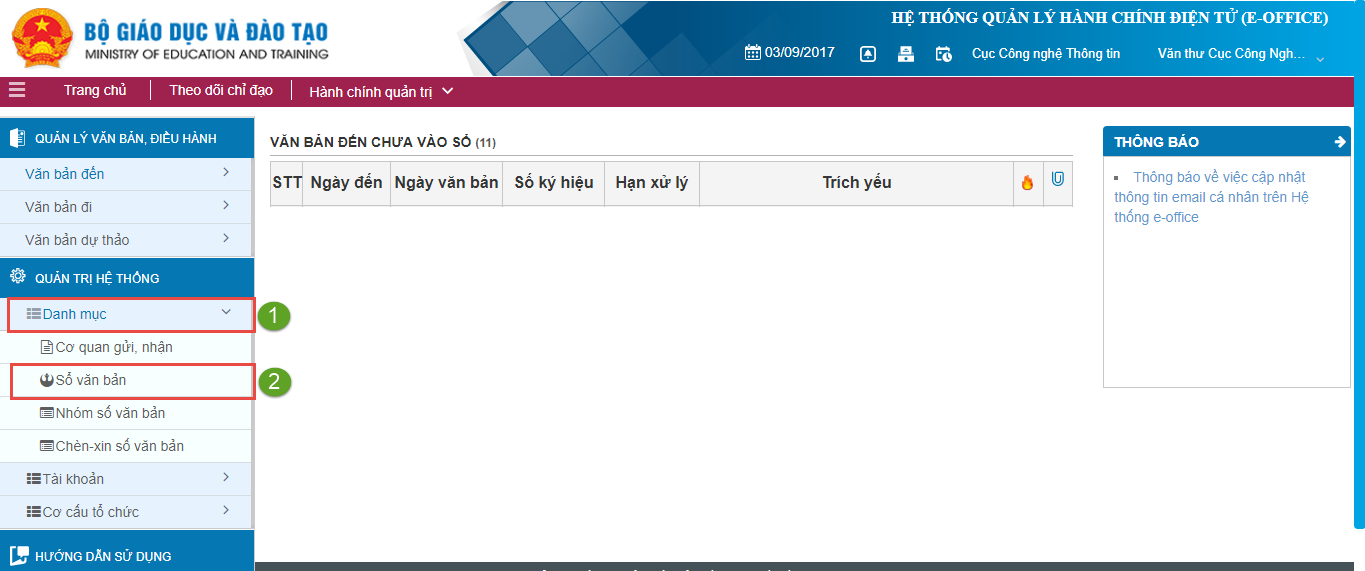 BỘ GIÁO DỤC VÀ ĐÀO TẠO
MINISTRY OF EDUCATION AND TRAINING
HỆ THỐNG QUẢN LÝ HÀNH CHÍNH ĐIỆN TỬ (E-OFFICE)
03/09/2017 Cục Công nghệ Thông tin Văn thư Cục Công Ngh...
Trang chủ Theo dõi chỉ đạo Hành chính quản trị
QUẢN LÝ VĂN BẢN, ĐIỀU HÀNH
Văn bản đến
Văn bản đi
Văn bản dự thảo
QUẢN TRỊ HỆ THỐNG
Danh mục
1
Cơ quan gửi, nhận
Sổ văn bản
2
Nhóm số văn bản
Chèn-xin số văn bản
Tài khoản
Cơ cấu tổ chức
HƯỚNG DẪN SỬ DỤNG
VĂN BẢN ĐẾN CHƯA VÀO SỔ (11)
STT Ngày đến Ngày văn bản Số ký hiệu Hạn xử lý Trích yếu
THÔNG BÁO
Thông báo về việc cập nhật
thông tin email cá nhân trên Hệ
thống e-office